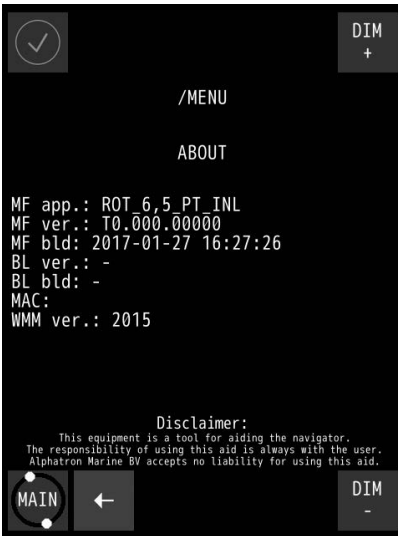 DIM
+
/MENU
ABOUT
MF app.: ROT_6,5_PT_INL
MF ver.: T0.000.00000
MF bld: 2017-01-27 16:27:26
BL ver.: -
BL bld: -
MAC:
WMM ver.: 2015
Disclaimer:
This equipment is a tool for aiding the navigator.
The responsibility of using this aid is always with the user.
Alphatron Marine BV accepts no liability for using this aid.
MAIN
←
DIM
-